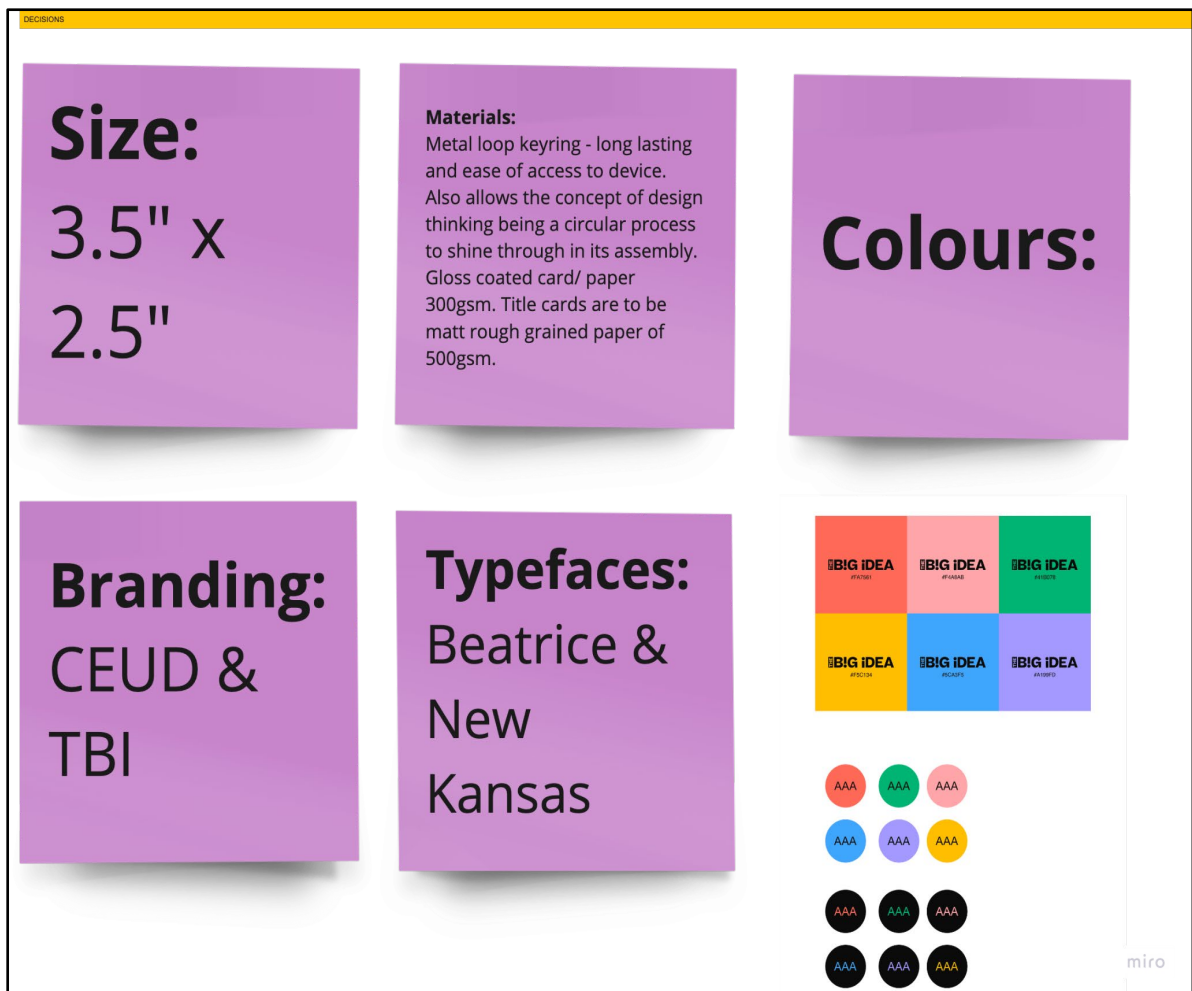 DECISIONS
Size:
3.5" x
2.5"
Materials:
Metal loop keyring - long lasting
and ease of access to device.
Also allows the concept of design
thinking being a circular process
to shine through in its assembly.
Gloss coated card/ paper
300gsm. Title cards are to be
matt rough grained paper of
500gsm.
Colours:
Branding:
CEUD &
TBI
Typefaces:
Beatrice &
New
Kansas
B!G iDEA B!G iDEA B!G iDEA
B!G iDEA B!G iDEA B!G iDEA
AAA AAA AAA
AAA AAA AAA
AAA AAA AAA
AAA AAA AAA
miro